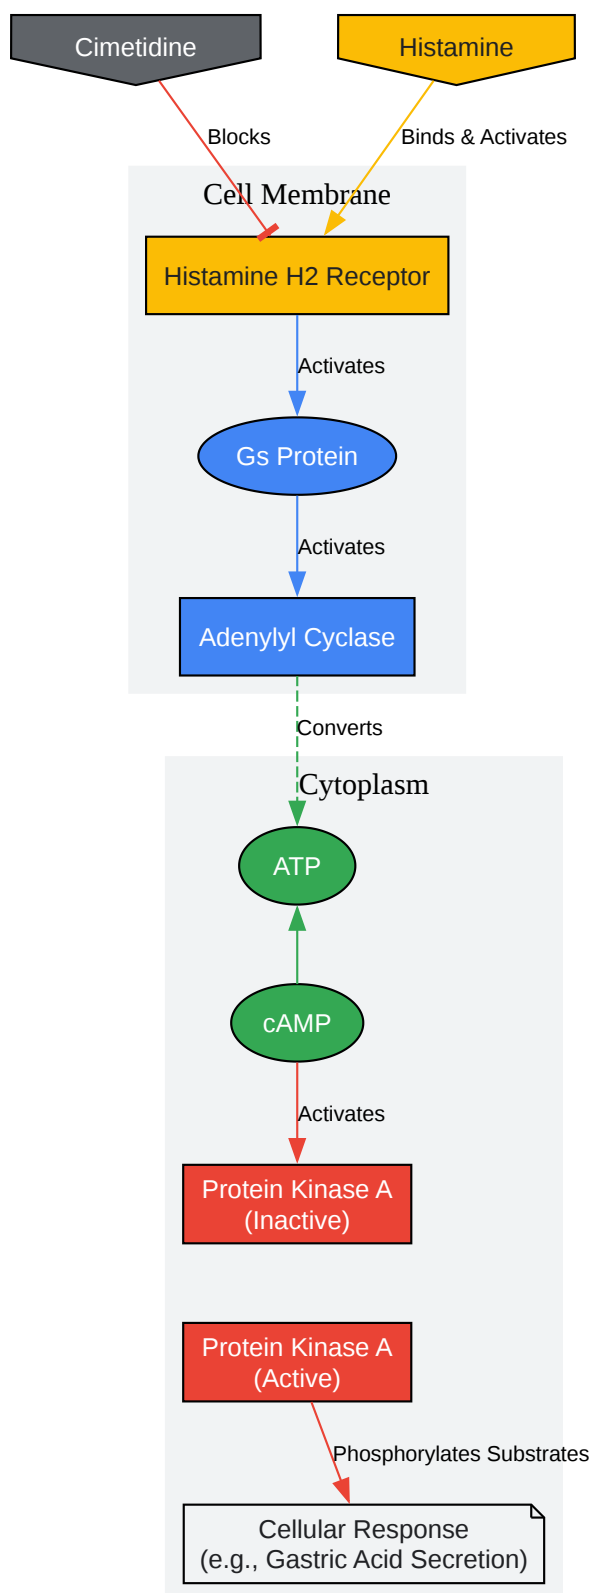 Cimetidine
Histamine
Blocks
Binds & Activates
Cell Membrane
Histamine H2 Receptor
Activates
Gs Protein
Activates
Adenylyl Cyclase
Converts
Cytoplasm
ATP
cAMP
Activates
Protein Kinase A
(Inactive)
Protein Kinase A
(Active)
Phosphorylates Substrates
Cellular Response
(e.g., Gastric Acid Secretion)